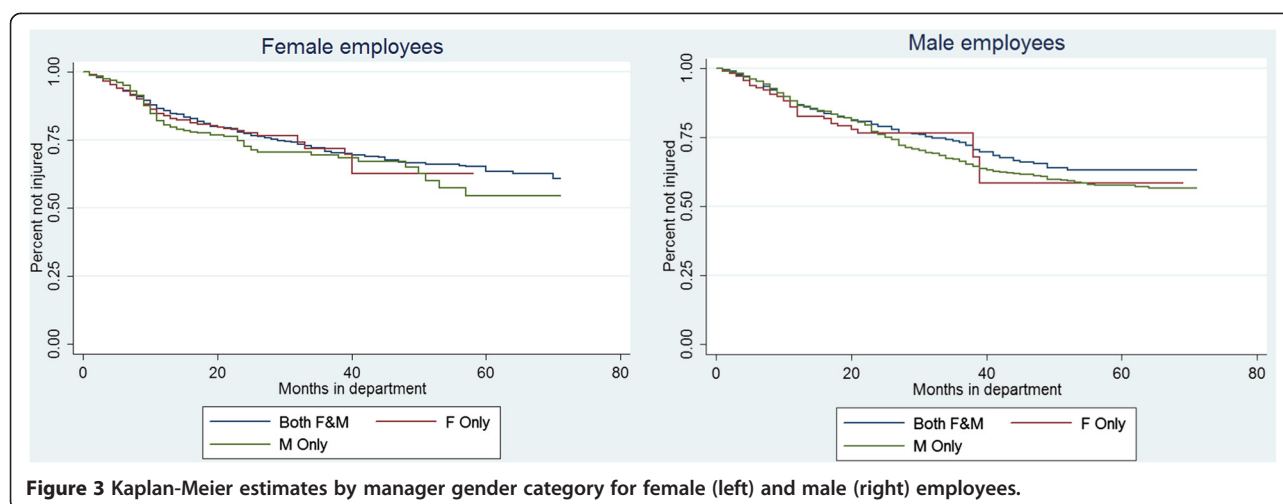 Female employees
Percent not injured
1.00
0.75
0.50
0.25
0.00
0 20 40 60 80
Months in department
Both F&M F Only
M Only
Male employees
Percent not injured
1.00
0.75
0.50
0.25
0.00
0 20 40 60 80
Months in department
Both F&M F Only
M Only
Figure 3 Kaplan-Meier estimates by manager gender category for female (left) and male (right) employees.